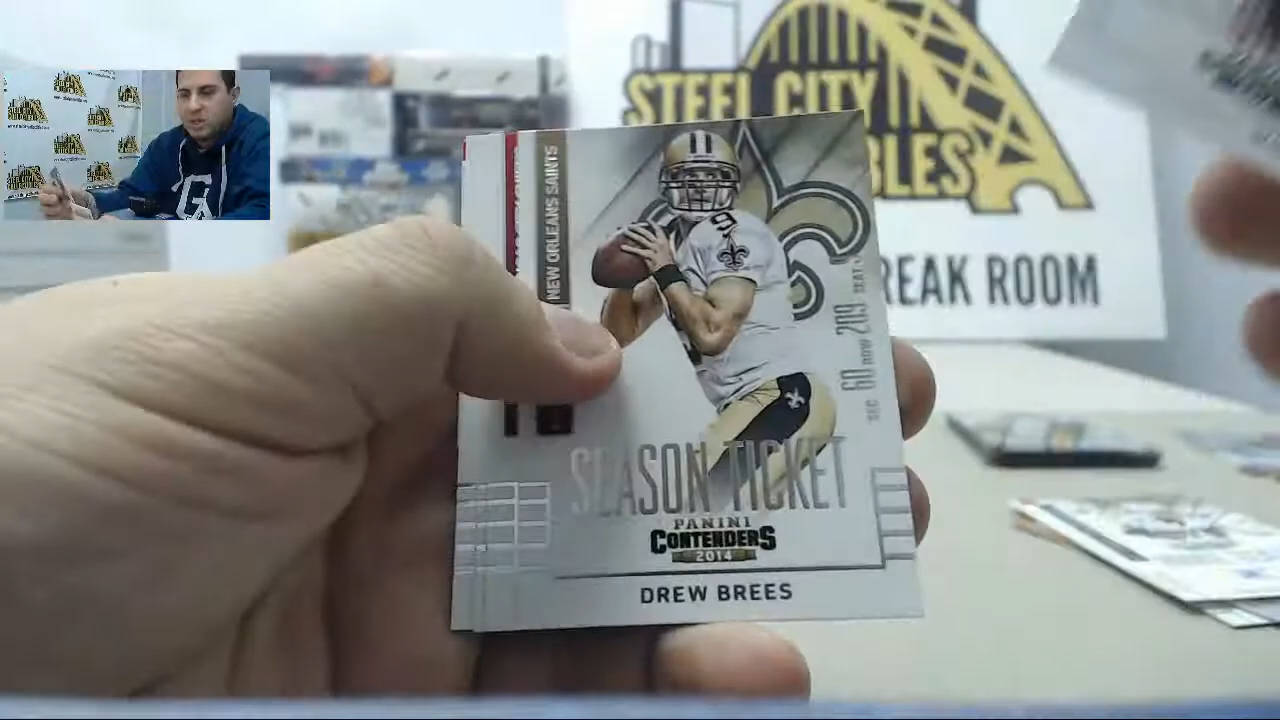 STEEL CITY
BLES
REAK ROOM
NEW ORLEANS SAINTS
9
SEC 60 ROW 209 SEAT
SEASON TICKET
PANINI
CONTENDERS
2014
DREW BREES